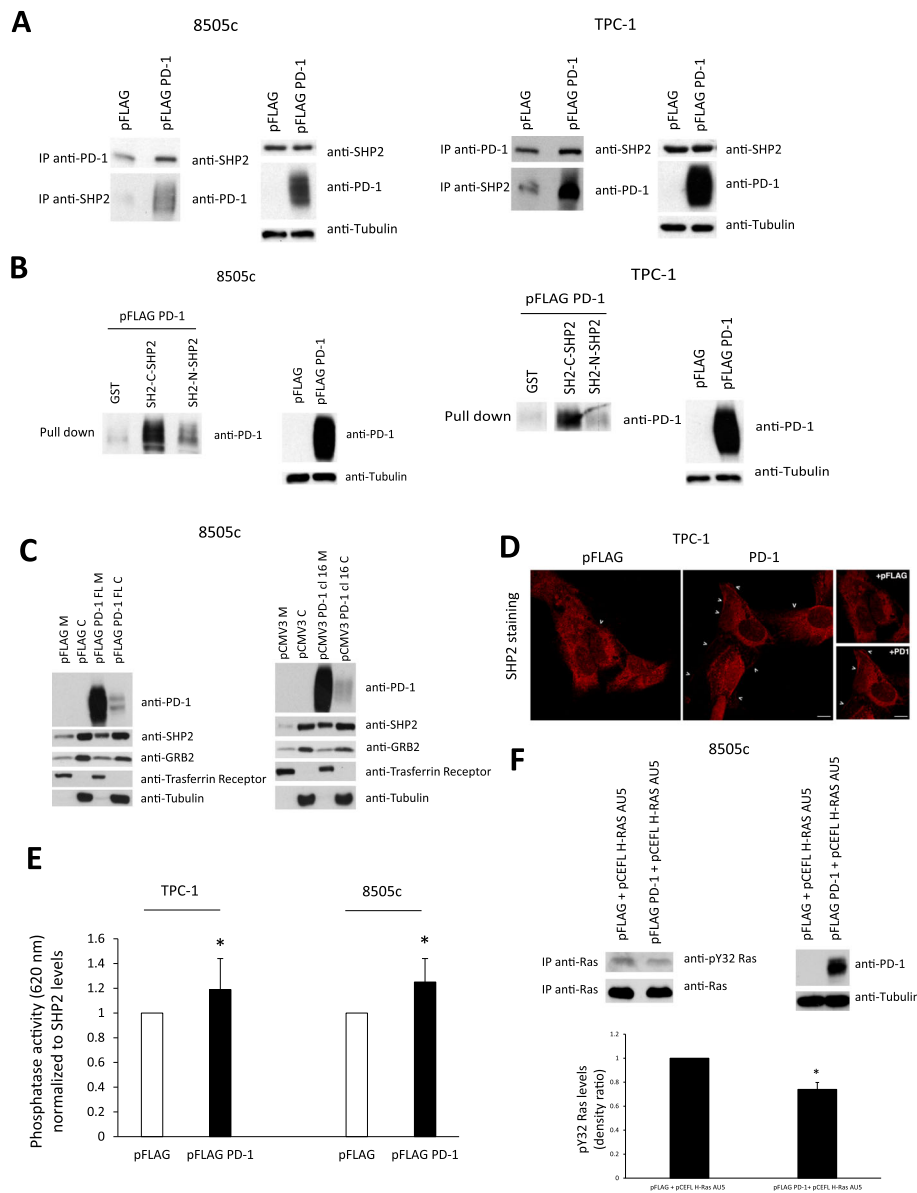 A
8505c
TPC-1
pFLAG
pFLAG PD-1
pFLAG
pFLAG PD-1
pFLAG
pFLAG PD-1
pFLAG
pFLAG PD-1
IP anti-PD-1
anti-SHP2
anti-SHP2
IP anti-PD-1
anti-SHP2
anti-SHP2
IP anti-SHP2
anti-PD-1
anti-PD-1
IP anti-SHP2
anti-PD-1
anti-PD-1
anti-Tubulin
anti-Tubulin
B
8505c
TPC-1
pFLAG PD-1
pFLAG PD-1
GST
SH2-C-SHP2
SH2-N-SHP2
pFLAG
pFLAG PD-1
GST
SH2-C-SHP2
SH2-N-SHP2
pFLAG
pFLAG PD-1
Pull down
anti-PD-1
anti-PD-1
Pull down
anti-PD-1
anti-PD-1
anti-Tubulin
anti-Tubulin
C
8505c
pFLAG M
pFLAG C
pFLAG PD-1 FL M
pFLAG PD-1 FL C
pCMV3 M
pCMV3 C
pCMV3 PD-1 cl 16 M
pCMV3 PD-1 cl 16 C
anti-PD-1
anti-PD-1
anti-SHP2
anti-SHP2
anti-GRB2
anti-GRB2
anti-Trasferrin Receptor
anti-Trasferrin Receptor
anti-Tubulin
anti-Tubulin
D
TPC-1
pFLAG
PD-1
SHP2 staining
+pFLAG
+PD1
E
TPC-1
8505c
Phosphatase activity (620 nm)
normalized to SHP2 levels
1.6
1.4
1.2
1
0.8
0.6
0.4
0.2
0
*
*
pFLAG
pFLAG PD-1
pFLAG
pFLAG PD-1
F
8505c
pFLAG + pCEFL H-RAS AU5
pFLAG PD-1 + pCEFL H-RAS AU5
pFLAG + pCEFL H-RAS AU5
pFLAG PD-1 + pCEFL H-RAS AU5
IP anti-Ras
anti-pY32 Ras
anti-PD-1
IP anti-Ras
anti-Ras
anti-Tubulin
pY32 Ras levels
(density ratio)
1.2
1
0.8
0.6
0.4
0.2
0
*
pFLAG + pCEFL H-Ras AU5
pFLAG PD-1+ pCEFL H-Ras AU5